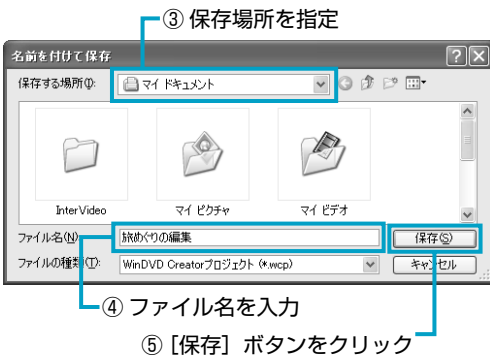 ③ 保存場所を指定
名前を付けて保存
保存する場所(I):
マイ ドキュメント
InterVideo
マイ ピクチャ
マイ ビデオ
ファイル名(N):
旅めぐりの編集
保存(S)
ファイルの種類(T):
WinDVD Creatorプロジェクト (*.wcp)
キャンセル
④ ファイル名を入力
⑤ [保存] ボタンをクリック